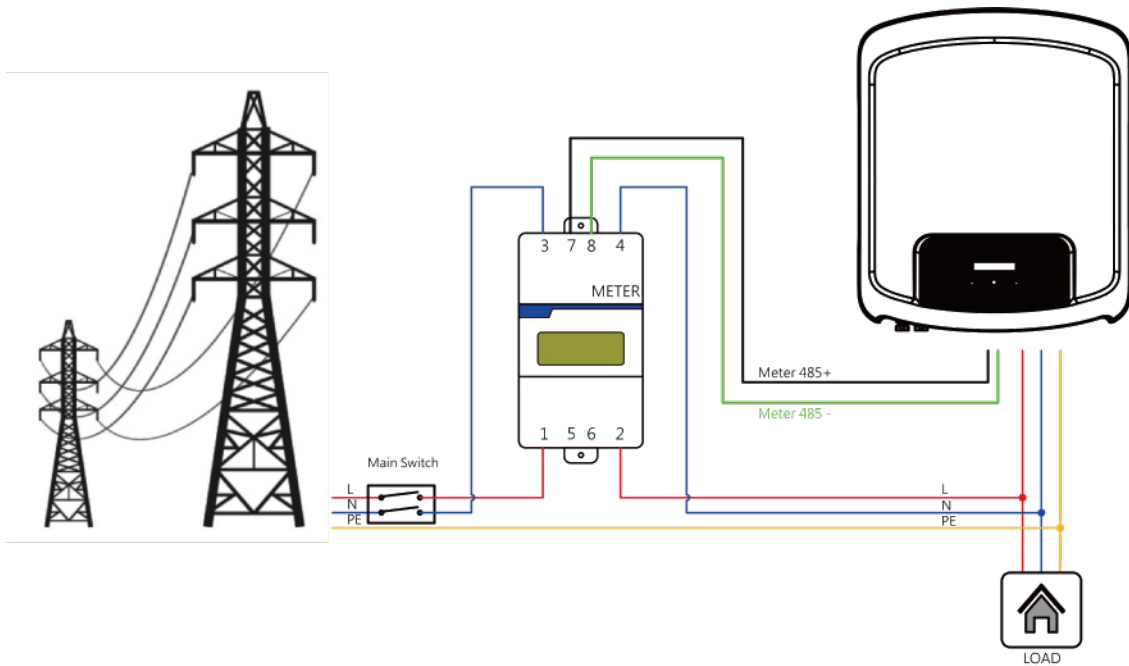 3 7 8 4
METER
Meter 485+
Meter 485 -
1 5 6 2
Main Switch
L
N
PE
L
N
PE
LOAD